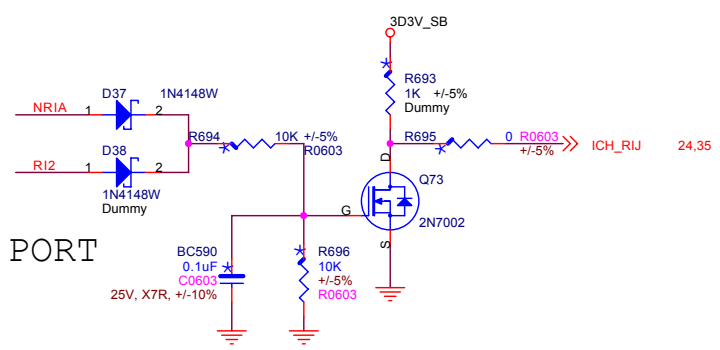 3D3V_SB
D37
1N4148W
R693
1K +/-5%
Dummy
NRIA
1
2
R694
10K +/-5%
R0603
R695
0 R0603
+/-5%
ICH_RIJ
24,35
D38
RI2
1
2
1N4148W
Dummy
D
Q73
G
2N7002
S
PORT
BC590
0.1uF
C0603
25V, X7R, +/-10%
R696
10K
+/-5%
R0603